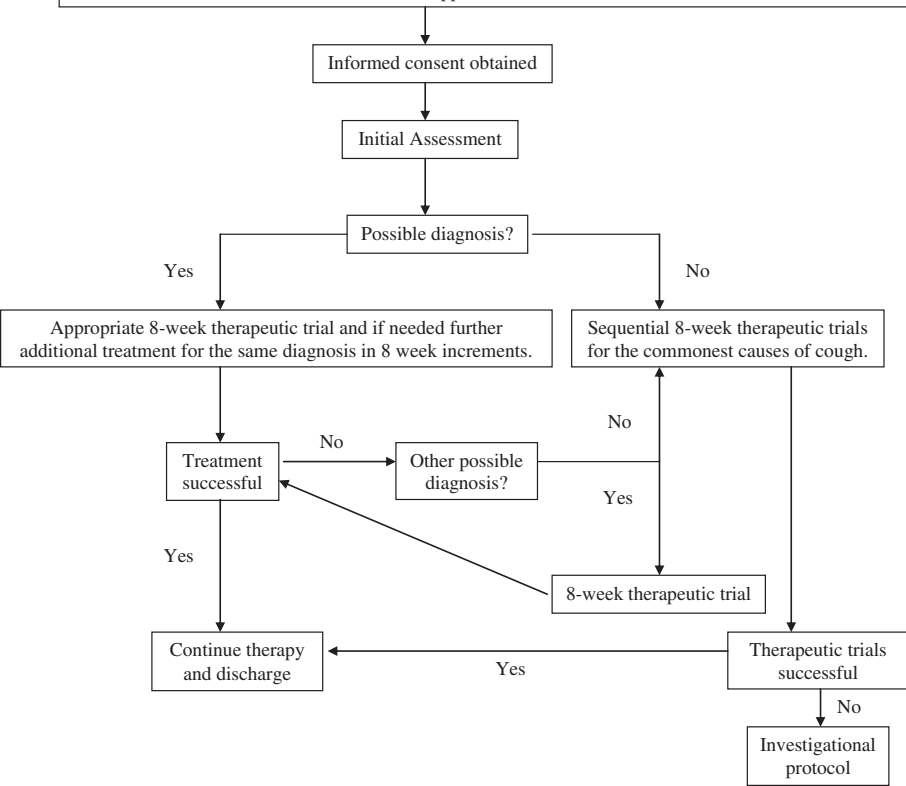 Informed consent obtained
Initial Assessment
Possible diagnosis?
Yes
No
Appropriate 8-week therapeutic trial and if needed further
additional treatment for the same diagnosis in 8 week increments.
Sequential 8-week therapeutic trials
for the commonest causes of cough.
No
No
Treatment
successful
Other possible
diagnosis?
Yes
Yes
8-week therapeutic trial
Continue therapy
and discharge
Yes
Therapeutic trials
successful
No
Investigational
protocol